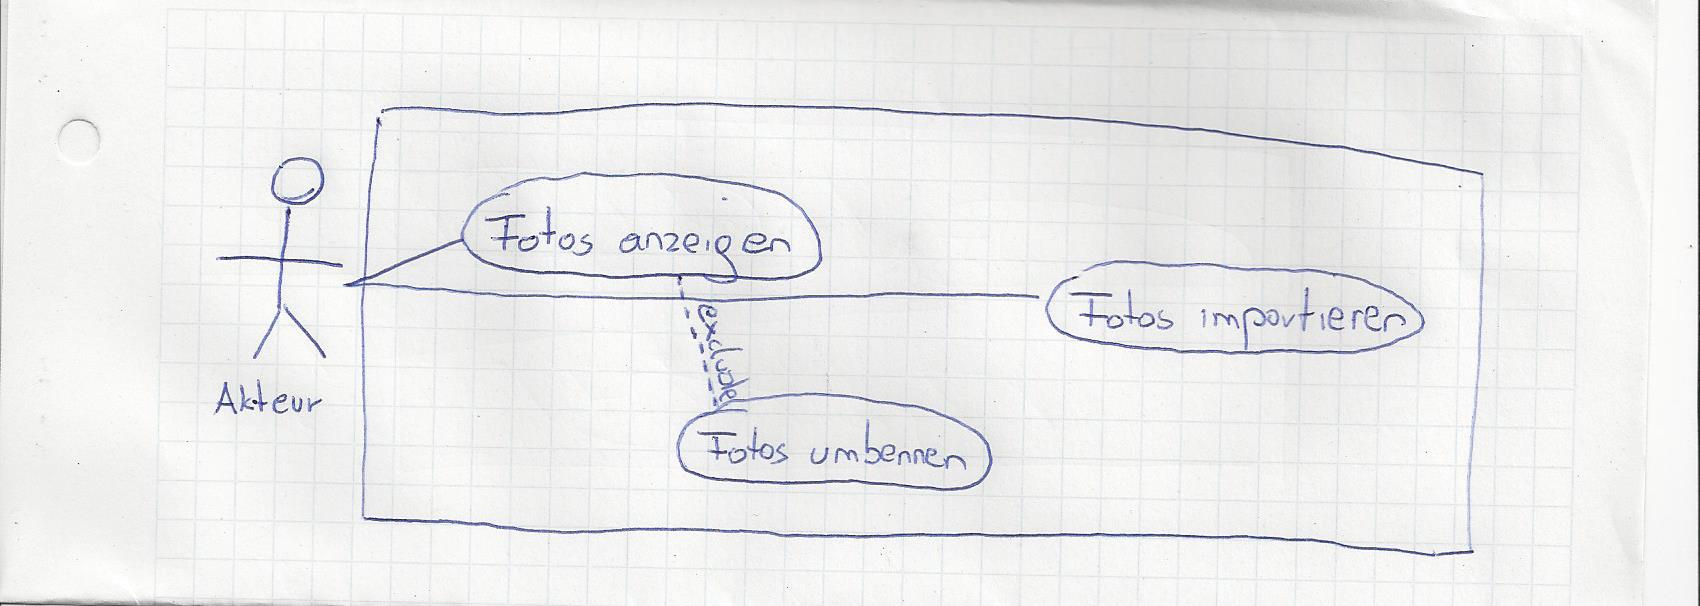 Fotos anzeigen
Fotos importieren
exclude
Akteur
Fotos umbennen